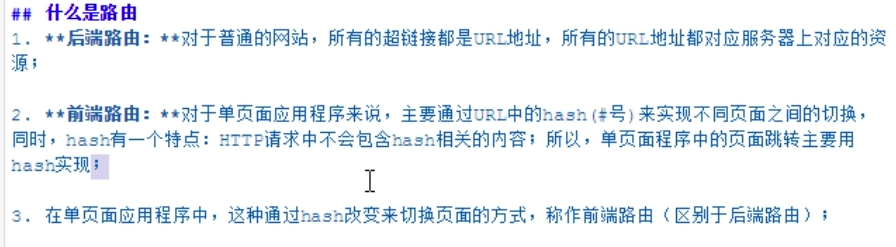 ## 什么是路由
1. **后端路由：**对于普通的网站，所有的超链接都是URL地址，所有的URL地址都对应服务器上对应的资
源；
2. **前端路由：**对于单页面应用程序来说，主要通过URL中的hash(#号)来实现不同页面之间的切换，
同时，hash有一个特点：HTTP请求中不会包含hash相关的内容；所以，单页面程序中的页面跳转主要用
hash实现；
3. 在单页面应用程序中，这种通过hash改变来切换页面的方式，称作前端路由（区别于后端路由）；